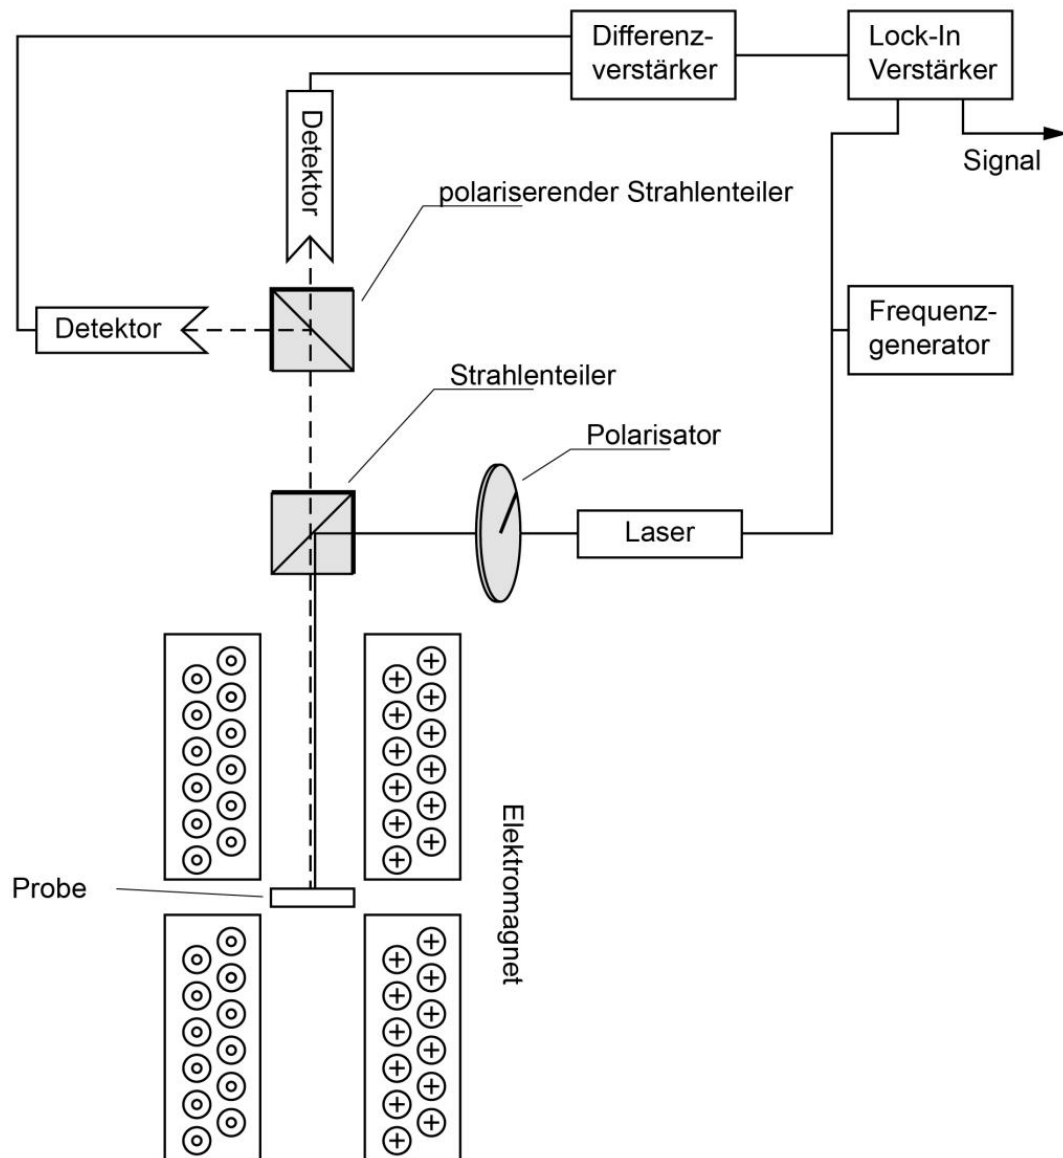 Differenz-
verstärker
Lock-In
Verstärker
Signal
Detektor
polariserender Strahlenteiler
Detektor
Frequenz-
generator
Strahlenteiler
Polarisator
Laser
Elektromagnet
Probe